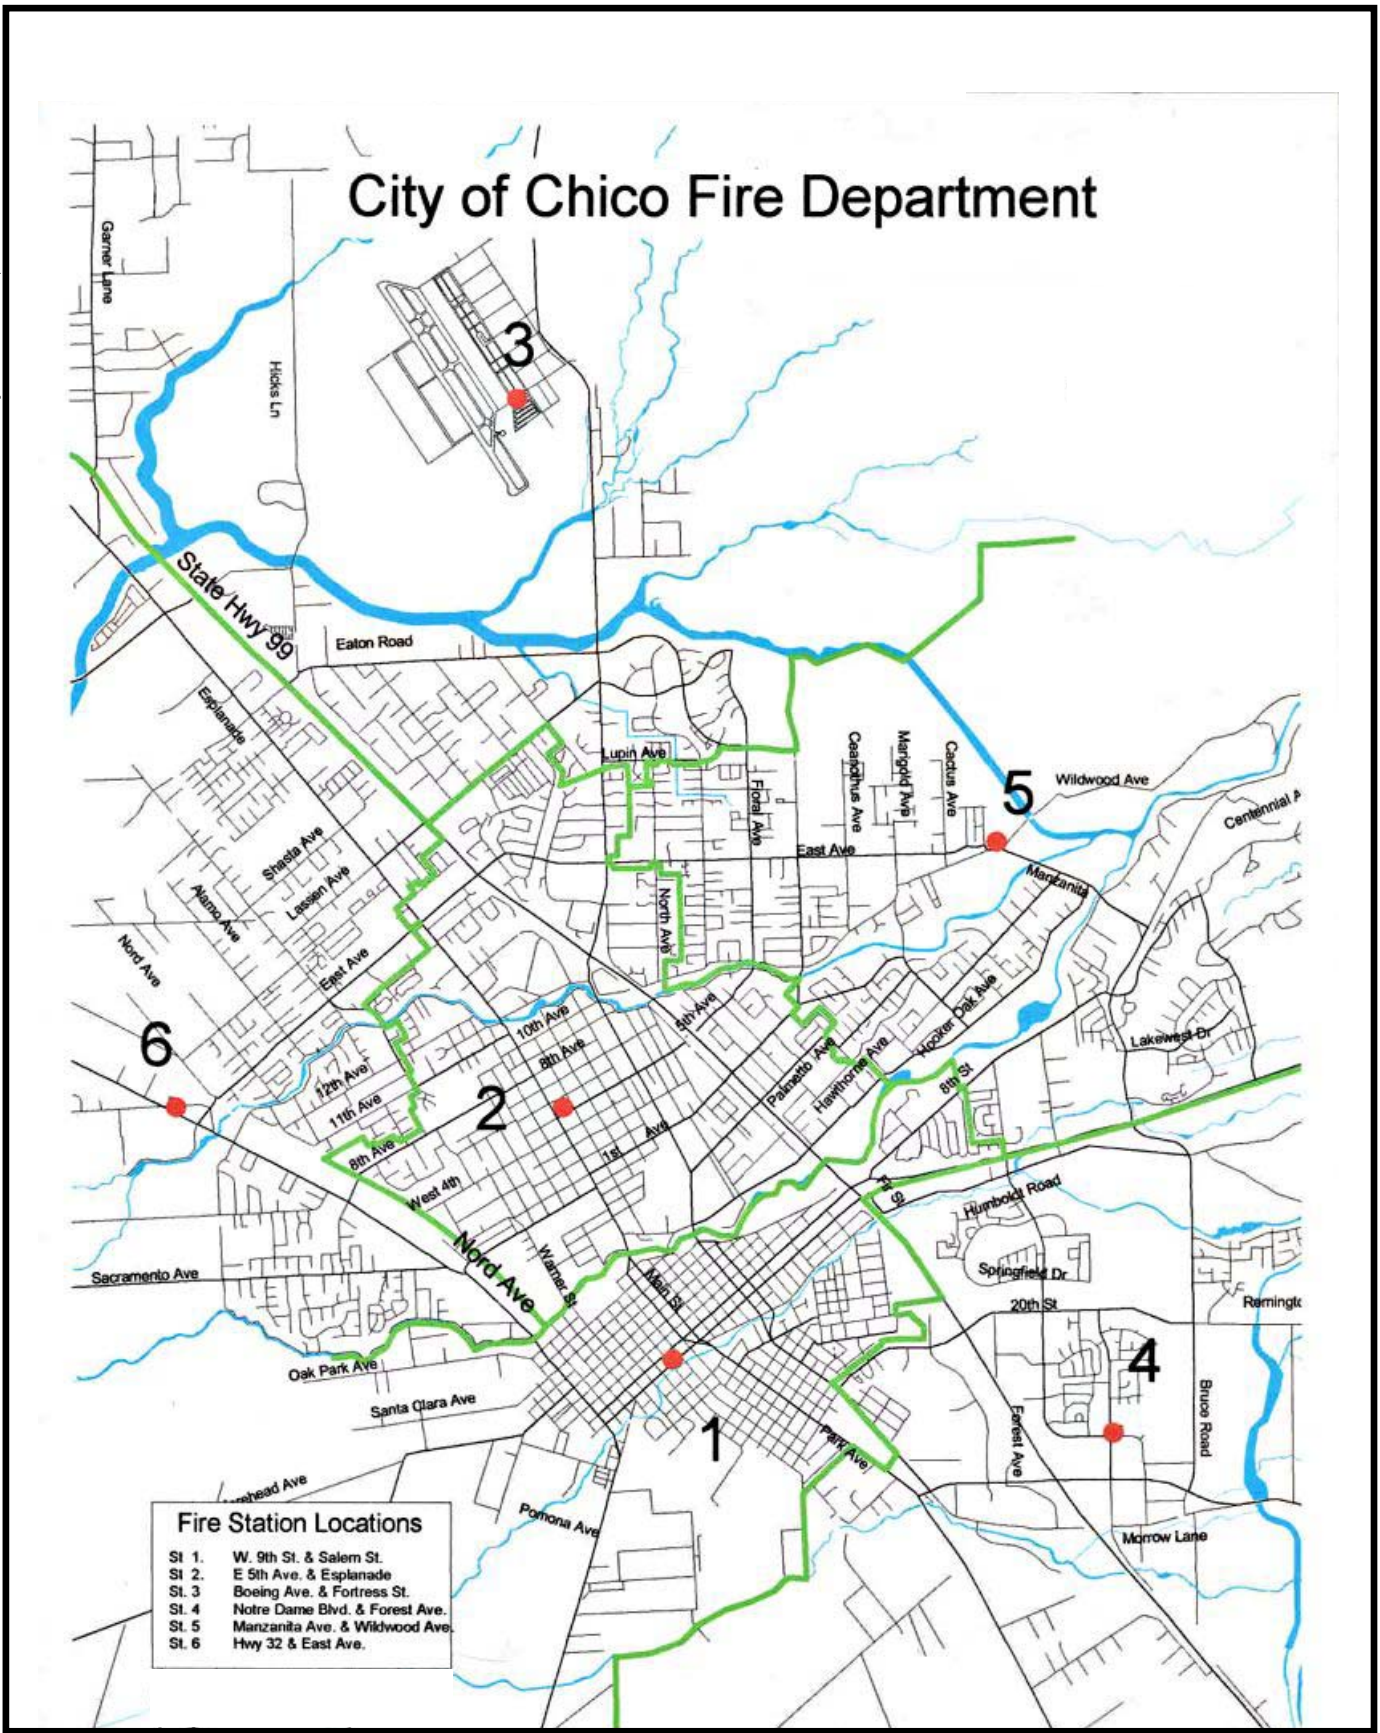 City of Chico Fire Department
Garner Lane
3
Hicks Ln
State Hwy 99
Eaton Road
Esplanade
Lupin Ave
Ceanothus Ave
Marigold Ave
Cactus Ave
5
Wildwood Ave
Floral Ave
Centennial A
East Ave
Shasta Ave
Lassen Ave
Manzanita
Alamo Ave
North Ave
Nord Ave
East Ave
6
10th Ave
5th Ave
Hooker Oak Ave
8th Ave
Lakewest Dr
Palmetto Ave
Hawthorne Ave
8th St
12th Ave
11th Ave
2
1st Ave
8th Ave
West 4th
Fir St
Humboldt Road
Nord Ave
Warner St
Main St
Sacramento Ave
Springfield Dr
20th St
Remingto
Oak Park Ave
4
Santa Clara Ave
Bruce Road
Forest Ave
1
Park Ave
rehead Ave
Pomona Ave
Morrow Lane
Fire Station Locations
St 1. W. 9th St. & Salem St.
St 2. E 5th Ave. & Esplanade
St. 3 Boeing Ave. & Fortress St.
St. 4 Notre Dame Blvd. & Forest Ave.
St. 5 Manzanita Ave. & Wildwood Ave.
St. 6 Hwy 32 & East Ave.